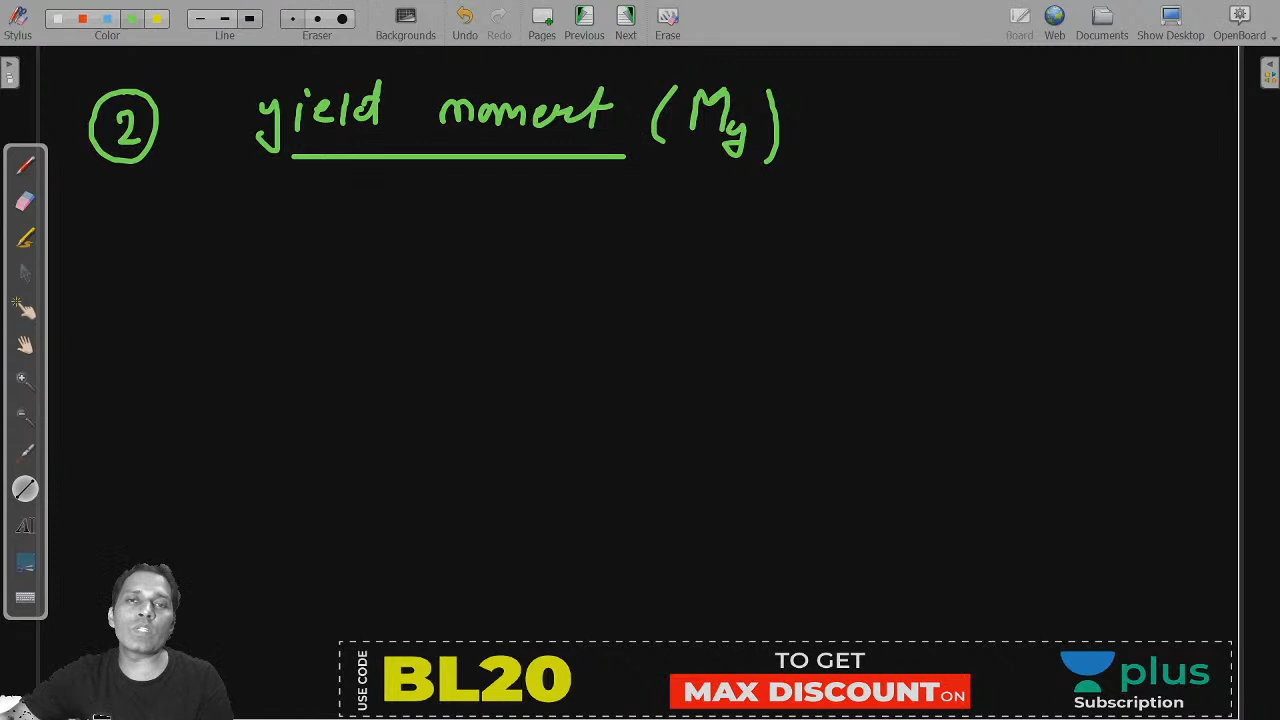 Stylus
Color
Line
Eraser
Backgrounds
Undo
Redo
Pages
Previous
Next
Erase
Board
Web
Documents
Show Desktop
OpenBoard
2 yield moment (My)
USE CODE
BL20
TO GET
MAX DISCOUNT ON
plus
Subscription